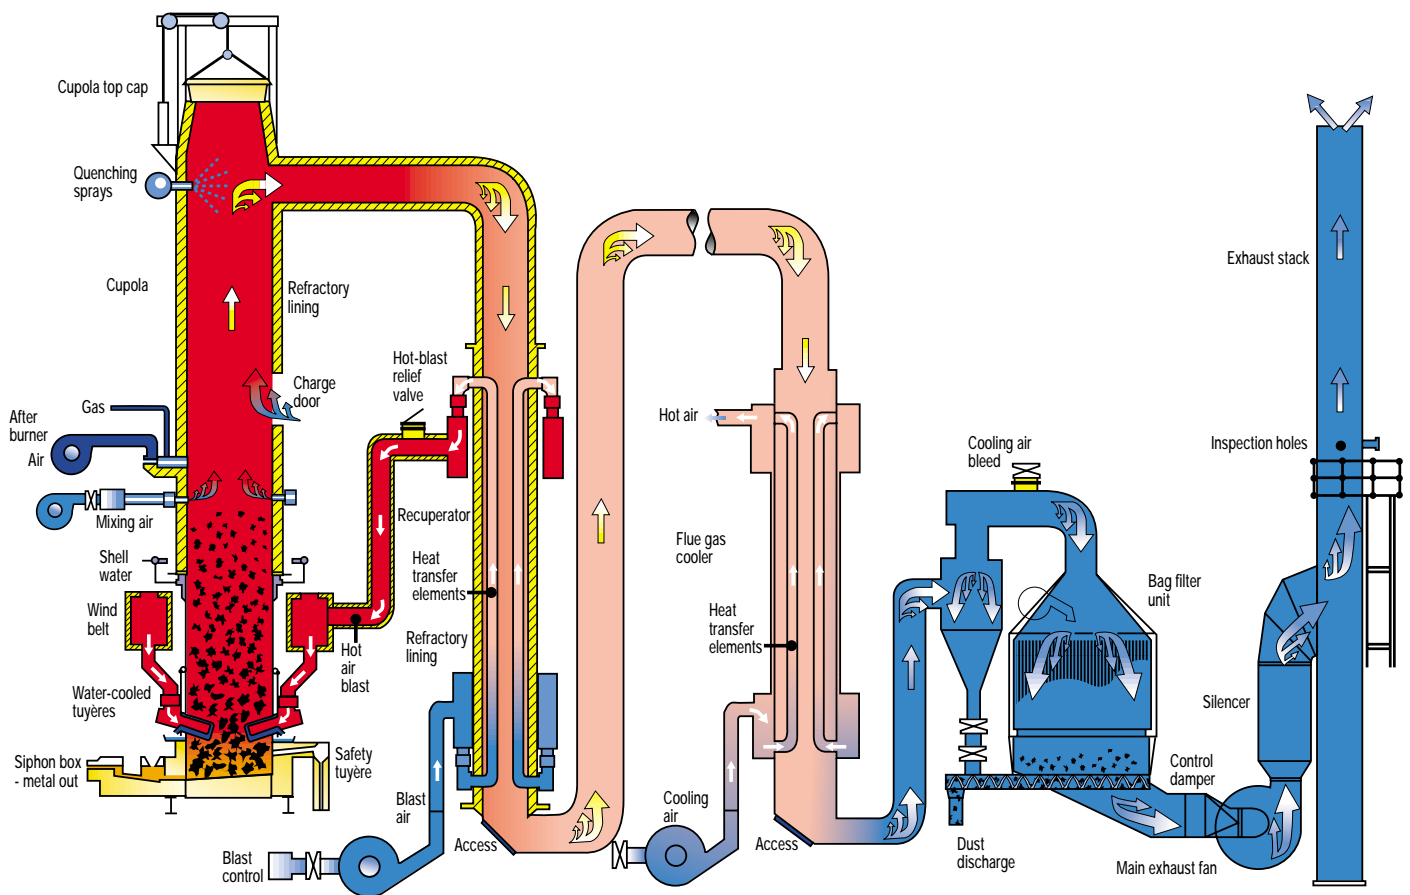 Cupola top cap
Quenching
sprays
Cupola
Refractory
lining
Charge
door
Gas
After
burner
Air
Mixing air
Shell
water
Wind
belt
Water-cooled
tuyères
Siphon box
- metal out
Safety
tuyère
Hot
air
blast
Hot-blast
relief
valve
Recuperator
Heat
transfer
elements
Refractory
lining
Blast
air
Blast
control
Access
Hot air
Flue gas
cooler
Heat
transfer
elements
Cooling
air
Access
Cooling air
bleed
Bag filter
unit
Dust
discharge
Control
damper
Main exhaust fan
Silencer
Inspection holes
Exhaust stack